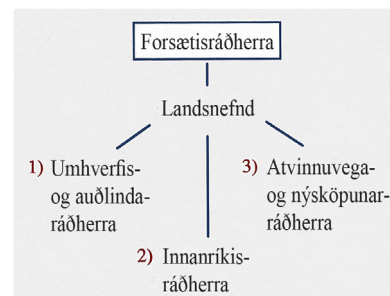 Forsætisráðherra
Landsnefnd
1) Umhverfis-
og auðlinda-
ráðherra
2) Innanríkis-
ráðherra
3) Atvinnuvega-
og nýsköpunar-
ráðherra